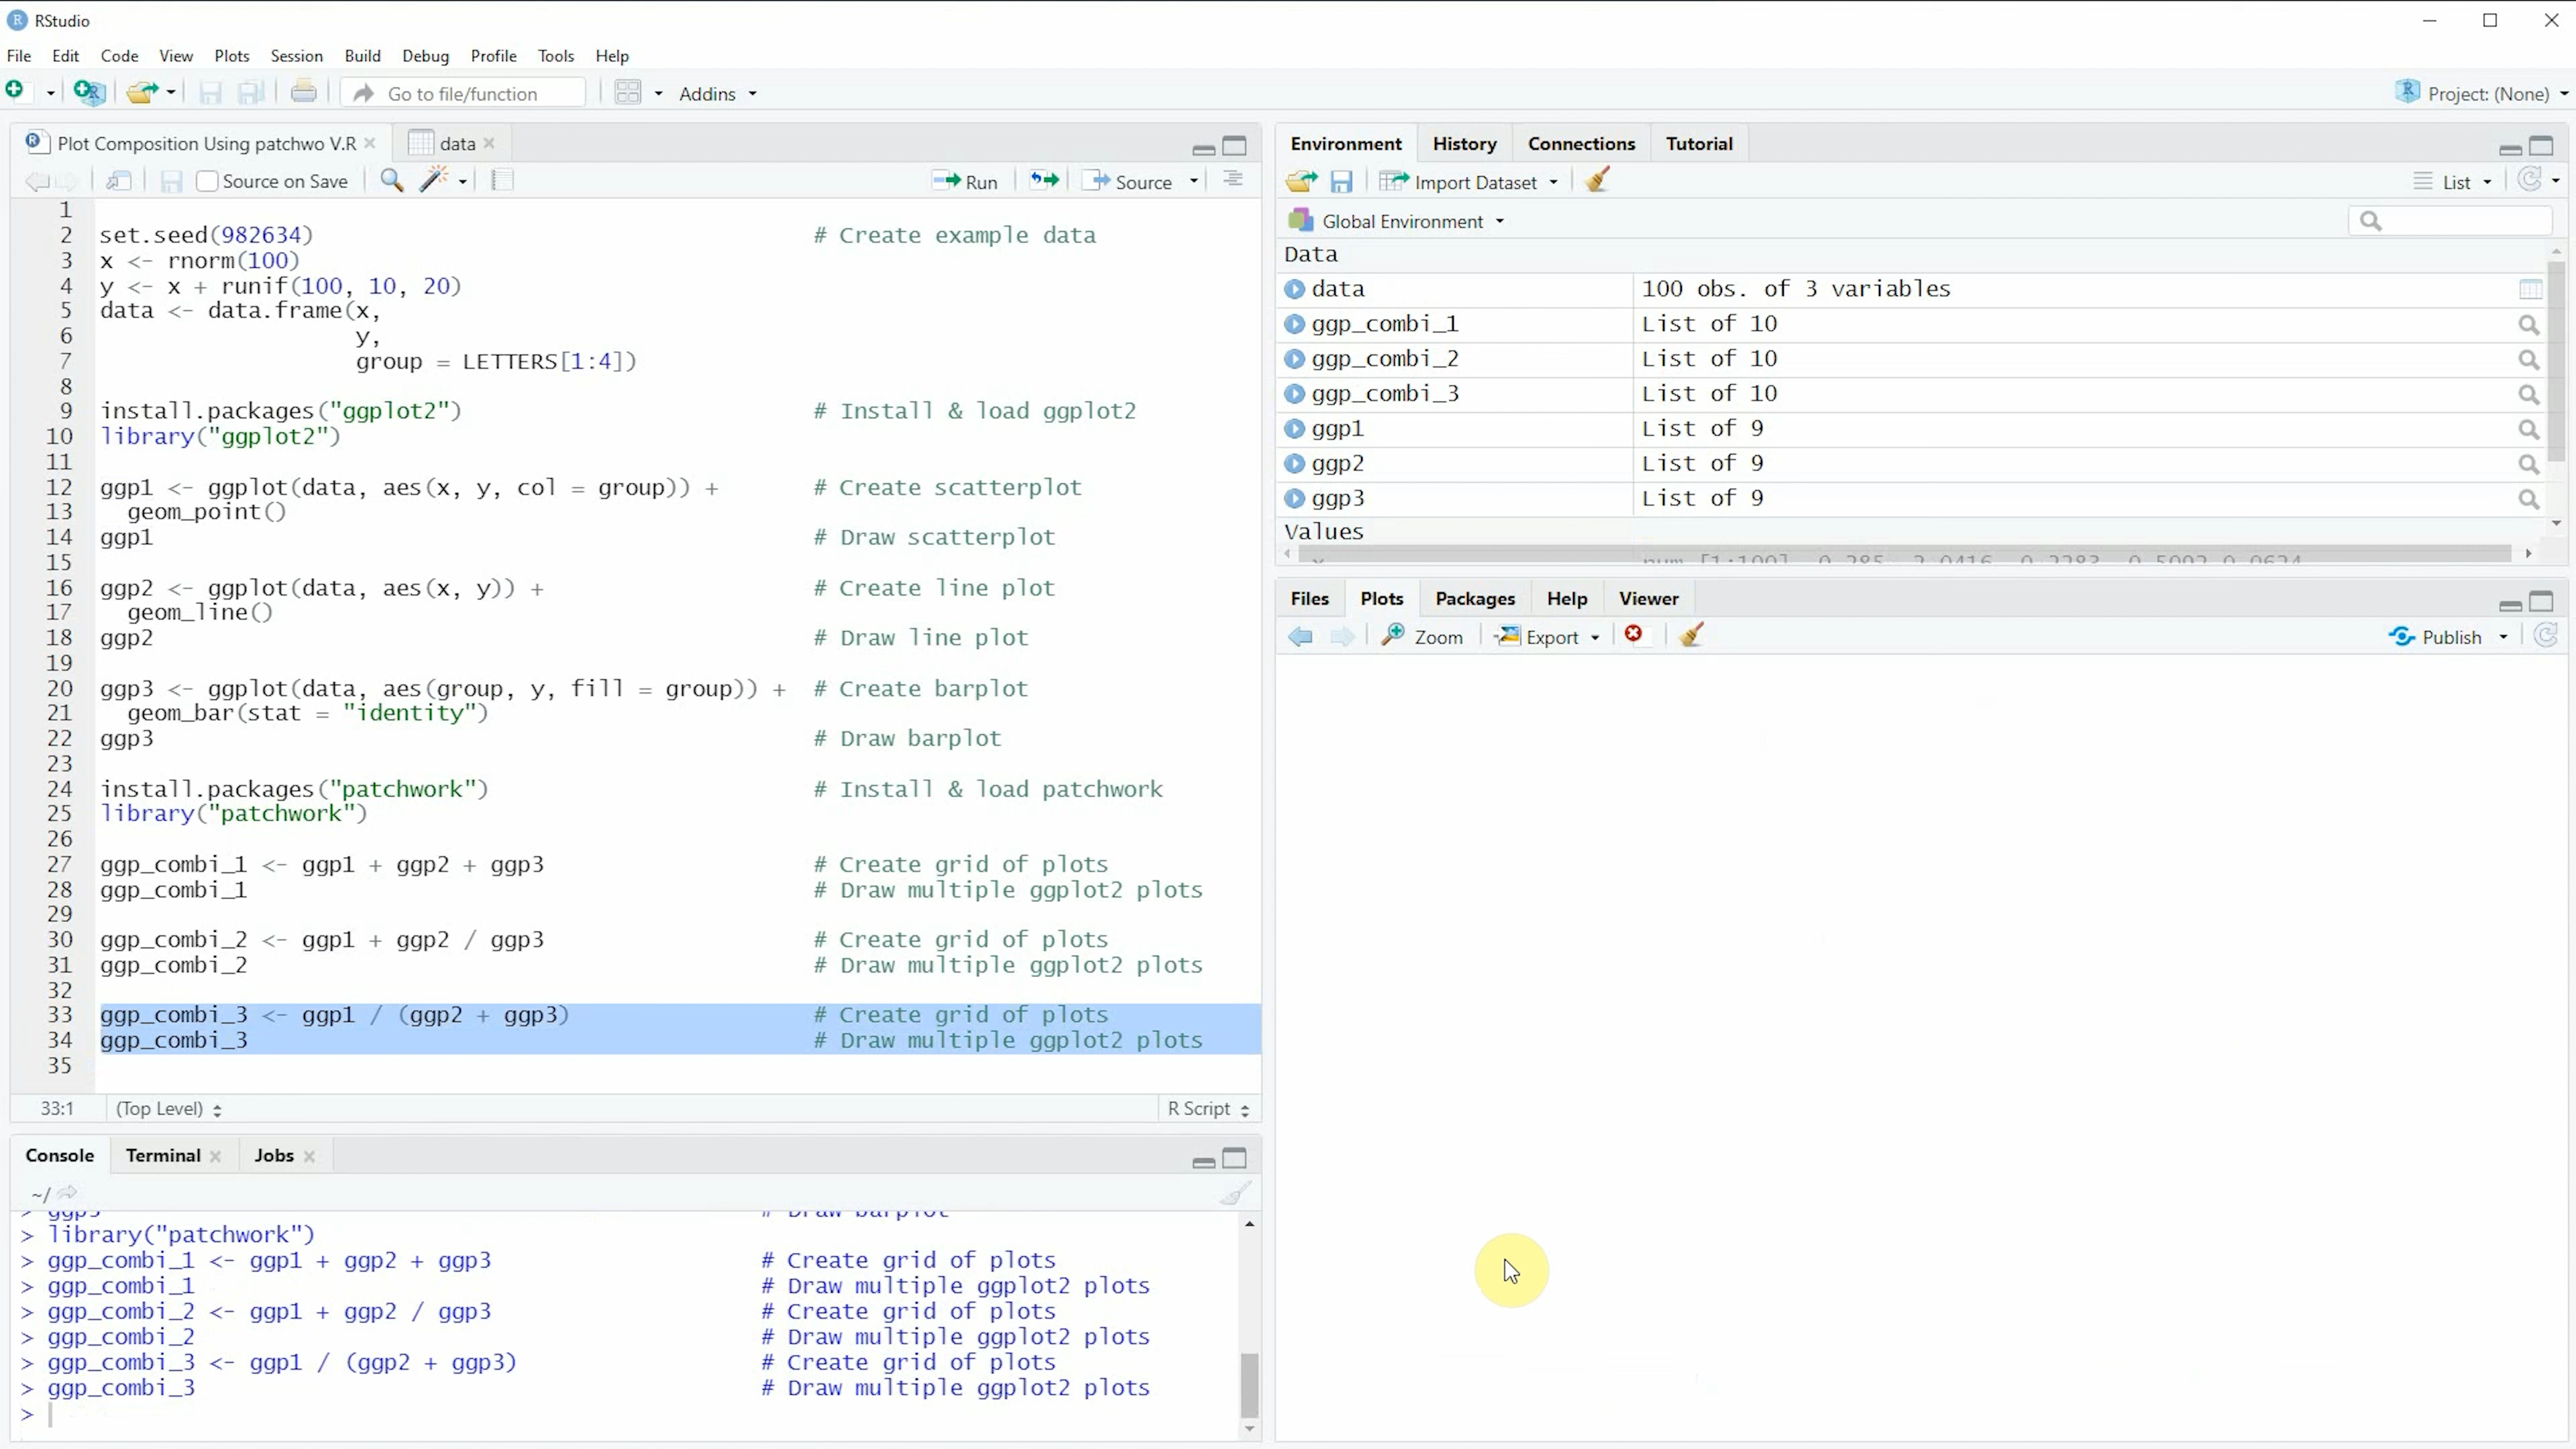 RStudio
File Edit Code View Plots Session Build Debug Profile Tools Help
Go to file/function Addins Project: (None)
Plot Composition Using patchwo V.R data
Source on Save Run Source
1
2 set.seed(982634) # Create example data
3 x <- rnorm(100)
4 y <- x + runif(100, 10, 20)
5 data <- data.frame(x,
6 y,
7 group = LETTERS[1:4])
8
9 install.packages("ggplot2") # Install & load ggplot2
10 library("ggplot2")
11
12 ggp1 <- ggplot(data, aes(x, y, col = group)) + # Create scatterplot
13 geom_point()
14 ggp1 # Draw scatterplot
15
16 ggp2 <- ggplot(data, aes(x, y)) + # Create line plot
17 geom_line()
18 ggp2 # Draw line plot
19
20 ggp3 <- ggplot(data, aes(group, y, fill = group)) + # Create barplot
21 geom_bar(stat = "identity")
22 ggp3 # Draw barplot
23
24 install.packages("patchwork") # Install & load patchwork
25 library("patchwork")
26
27 ggp_combi_1 <- ggp1 + ggp2 + ggp3 # Create grid of plots
28 ggp_combi_1 # Draw multiple ggplot2 plots
29
30 ggp_combi_2 <- ggp1 + ggp2 / ggp3 # Create grid of plots
31 ggp_combi_2 # Draw multiple ggplot2 plots
32
33 ggp_combi_3 <- ggp1 / (ggp2 + ggp3) # Create grid of plots
34 ggp_combi_3 # Draw multiple ggplot2 plots
35
33:1 (Top Level) R Script
Console Terminal Jobs
~/
> ggp3 # Draw barplot
> library("patchwork")
> ggp_combi_1 <- ggp1 + ggp2 + ggp3 # Create grid of plots
> ggp_combi_1 # Draw multiple ggplot2 plots
> ggp_combi_2 <- ggp1 + ggp2 / ggp3 # Create grid of plots
> ggp_combi_2 # Draw multiple ggplot2 plots
> ggp_combi_3 <- ggp1 / (ggp2 + ggp3) # Create grid of plots
> ggp_combi_3 # Draw multiple ggplot2 plots
>
Environment History Connections Tutorial
Import Dataset List
Global Environment
Data
data 100 obs. of 3 variables
ggp_combi_1 List of 10
ggp_combi_2 List of 10
ggp_combi_3 List of 10
ggp1 List of 9
ggp2 List of 9
ggp3 List of 9
Values
Files Plots Packages Help Viewer
Zoom Export Publish